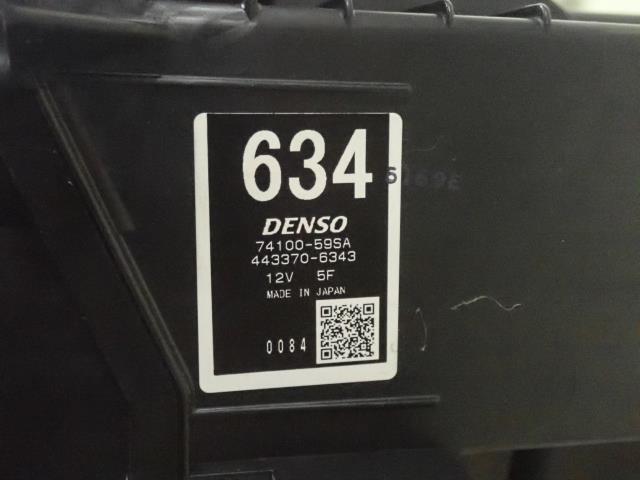 634
DENSO
74100-59SA
443370-6343
12V 5F
MADE IN JAPAN
0084